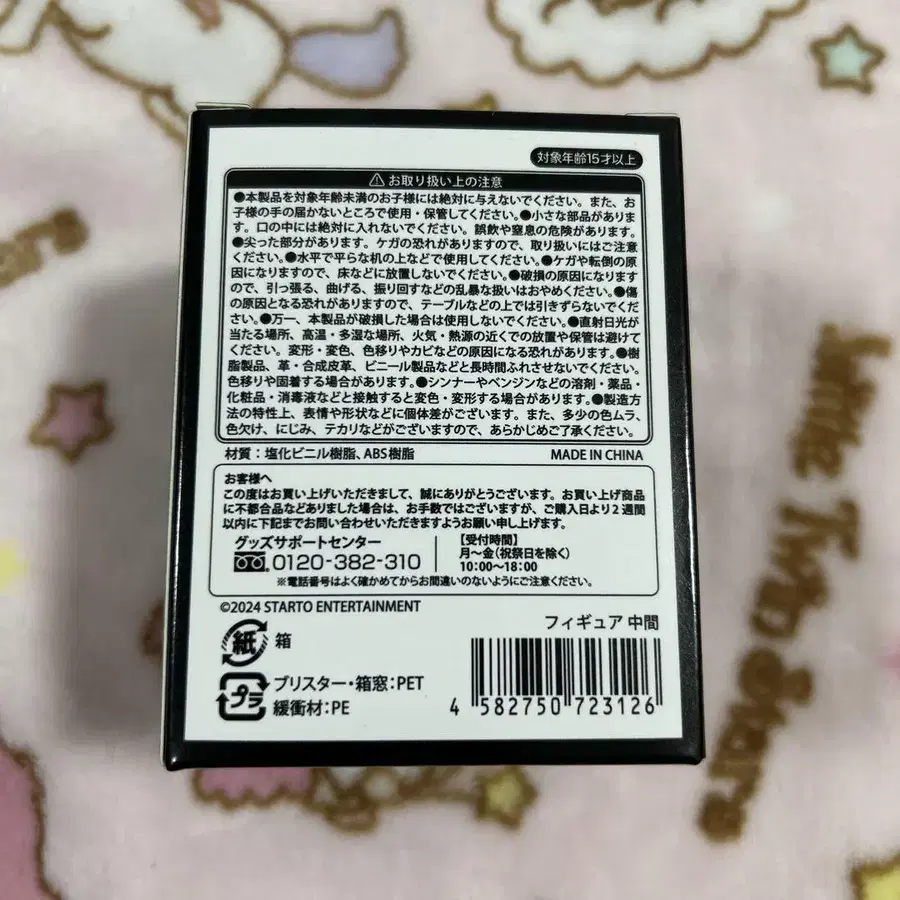 対象年齢15才以上
⚠お取り扱い上の注意
●本製品を対象年齢未満のお子様には絶対に与えないでください。また、お
子様の手の届かないところで使用・保管してください。●小さな部品がありま
す。口の中には絶対に入れないでください。誤飲や窒息の危険があります。
●尖った部分があります。ケガの恐れがありますので、取り扱いにはご注意
ください。●水平で平らな机の上などで使用してください。●ケガや転倒の原
因になりますので、床などに放置しないでください。●破損の原因になります
ので、引っ張る、曲げる、振り回すなどの乱暴な扱いはおやめください。●傷
の原因となる恐れがありますので、テーブルなどの上では引きずらないでくだ
さい。●万一、本製品が破損した場合は使用しないでください。●直射日光が
当たる場所、高温・多湿な場所、火気・熱源の近くでの放置や保管は避けて
ください。変形・変色、色移りやカビなどの原因になる恐れがあります。●樹
脂製品、革・合成皮革、ビニール製品などと長時間ふれさせないでください。
色移りや固着する場合があります。●シンナーやベンジンなどの溶剤・薬品・
化粧品・消毒液などと接触すると変色・変形する場合があります。●製造方
法の特性上、表情や形状などに個体差がございます。また、多少の色ムラ、
色欠け、にじみ、テカリなどがございますので、あらかじめご了承ください。
材質：塩化ビニル樹脂、ABS樹脂 MADE IN CHINA
お客様へ
この度はお買い上げいただきまして、誠にありがとうございます。お買い上げ商品
に不都合などありました場合は、お手数ではございますが、ご購入日より2週間
以内に下記までお問い合わせいただきますようお願い申し上げます。
グッズサポートセンター
0120-382-310
【受付時間】
月～金(祝祭日を除く)
10:00～18:00
※電話番号はよく確かめてからお間違いのないようにご注意ください。
©2024 STARTO ENTERTAINMENT
フィギュア 中間
紙 箱
プラ ブリスター・箱窓：PET
緩衝材：PE
4 582750 723126
Little Twin Stars